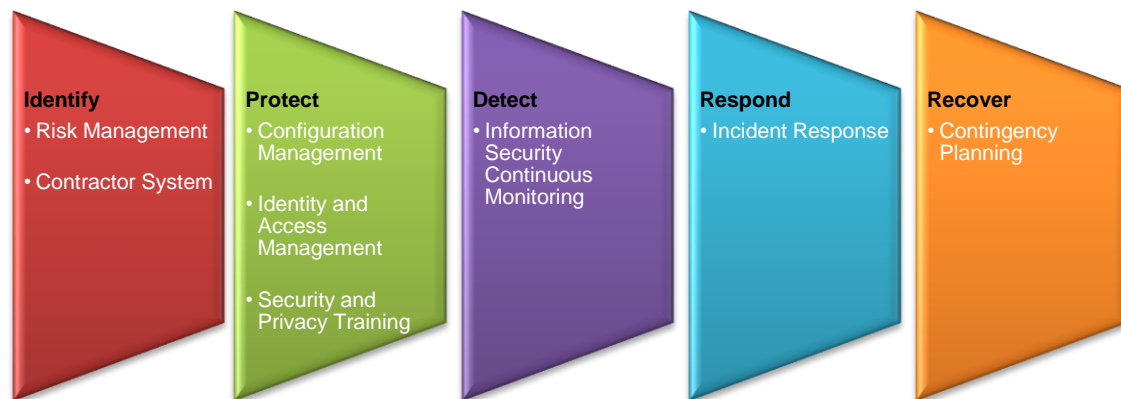 Identify
• Risk Management
• Contractor System
Protect
• Configuration
Management
• Identity and
Access
Management
• Security and
Privacy Training
Detect
• Information
Security
Continuous
Monitoring
Respond
• Incident Response
Recover
• Contingency
Planning